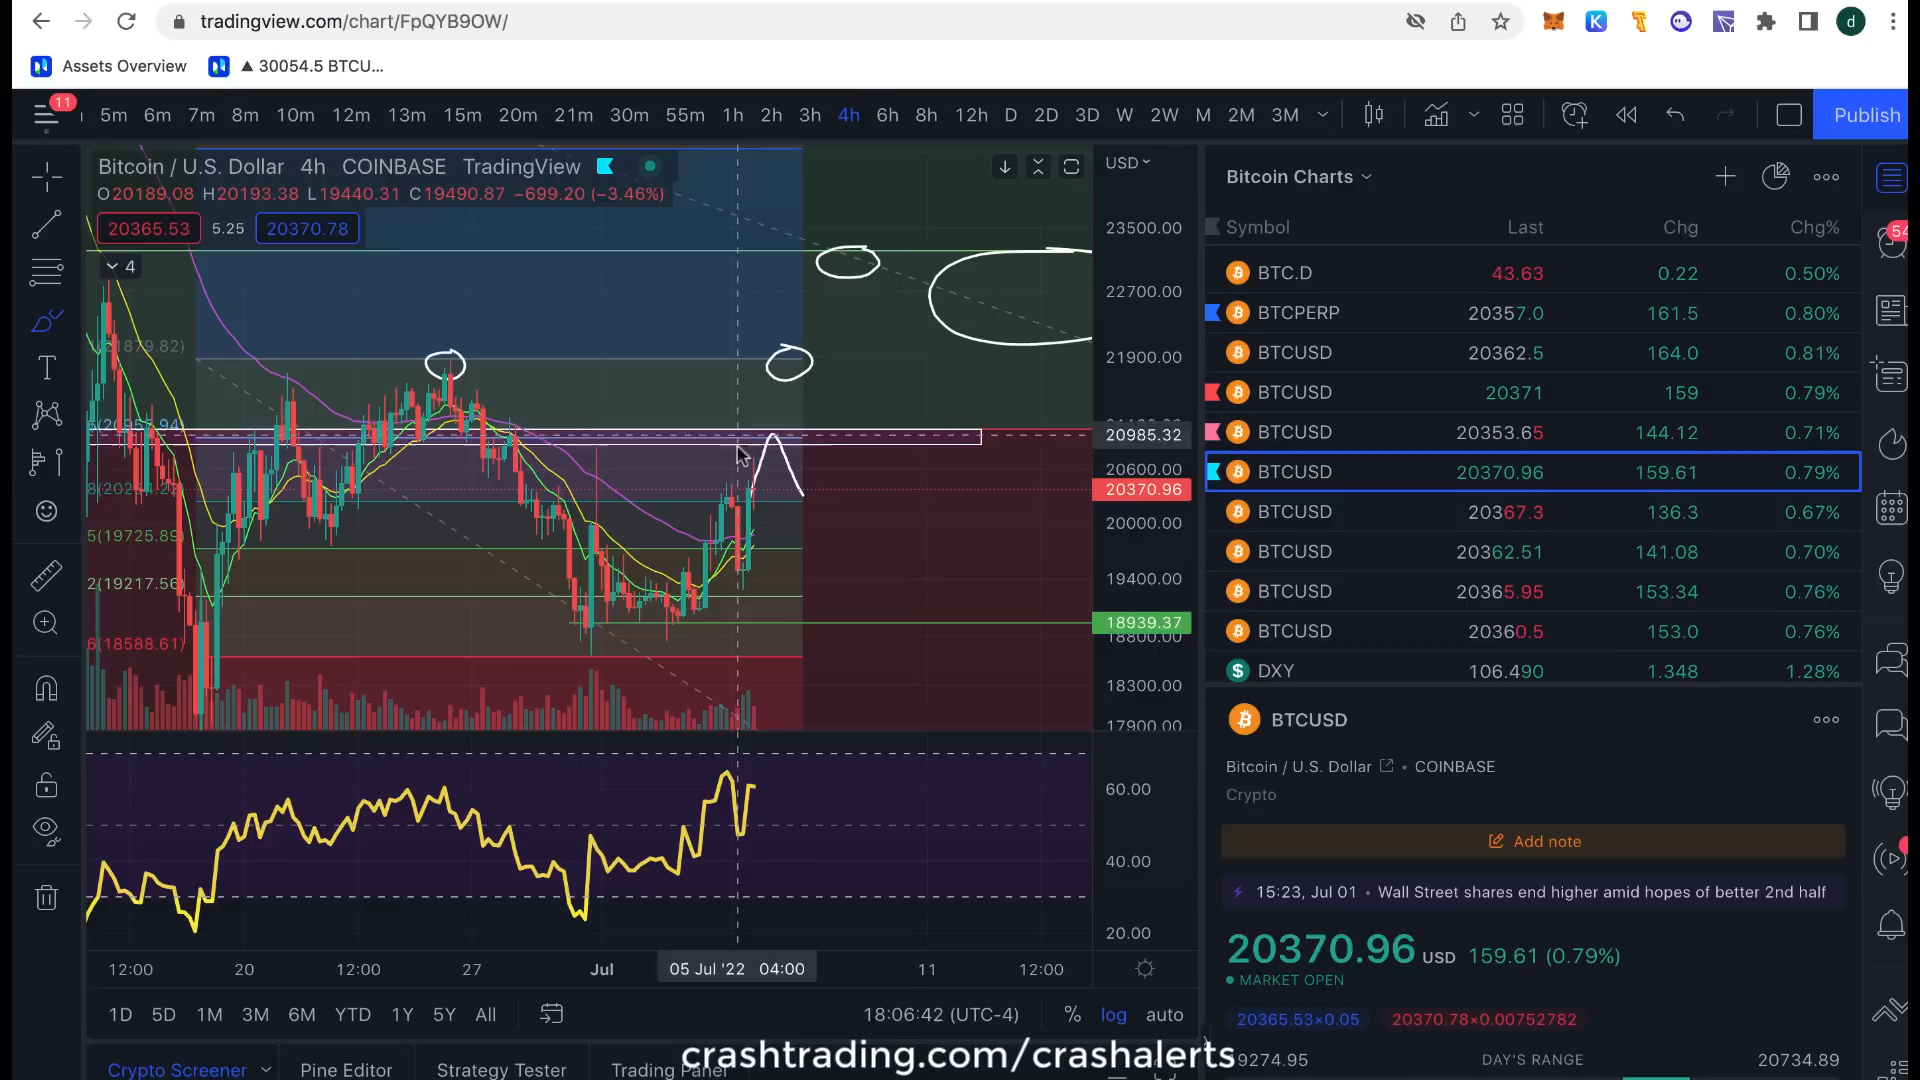 tradingview.com/chart/FpQYB9OW/
Assets Overview ▲ 30054.5 BTCU...
11 5m 6m 7m 8m 10m 12m 13m 15m 20m 21m 30m 55m 1h 2h 3h 4h 6h 8h 12h D 2D 3D W 2W M 2M 3M Publish
Bitcoin / U.S. Dollar 4h COINBASE TradingView
O20189.08 H20193.38 L19440.31 C19490.87 −699.20 (−3.46%)
20365.53 5.25 20370.78
4
1(21879.82)
5(19725.89)
2(19217.56)
6(18588.61)
USD
23500.00
22700.00
21900.00
20985.32
20600.00
20370.96
20000.00
19400.00
18939.37
18800.00
18300.00
17900.00
60.00
40.00
20.00
12:00 20 12:00 27 Jul 05 Jul '22 04:00 11 12:00
1D 5D 1M 3M 6M YTD 1Y 5Y All 18:06:42 (UTC-4) % log auto
Crypto Screener Pine Editor Strategy Tester Trading Panel
crashtrading.com/crashalerts
Bitcoin Charts
Symbol Last Chg Chg%
BTC.D 43.63 0.22 0.50%
BTCPERP 20357.0 161.5 0.80%
BTCUSD 20362.5 164.0 0.81%
BTCUSD 20371 159 0.79%
BTCUSD 20353.65 144.12 0.71%
BTCUSD 20370.96 159.61 0.79%
BTCUSD 20367.3 136.3 0.67%
BTCUSD 20362.51 141.08 0.70%
BTCUSD 20365.95 153.34 0.76%
BTCUSD 20360.5 153.0 0.76%
DXY 106.490 1.348 1.28%
BTCUSD
Bitcoin / U.S. Dollar • COINBASE
Crypto
Add note
15:23, Jul 01 • Wall Street shares end higher amid hopes of better 2nd half
20370.96 USD 159.61 (0.79%)
MARKET OPEN
20365.53×0.05 20370.78×0.00752782
9274.95 DAY'S RANGE 20734.89
54
d
K